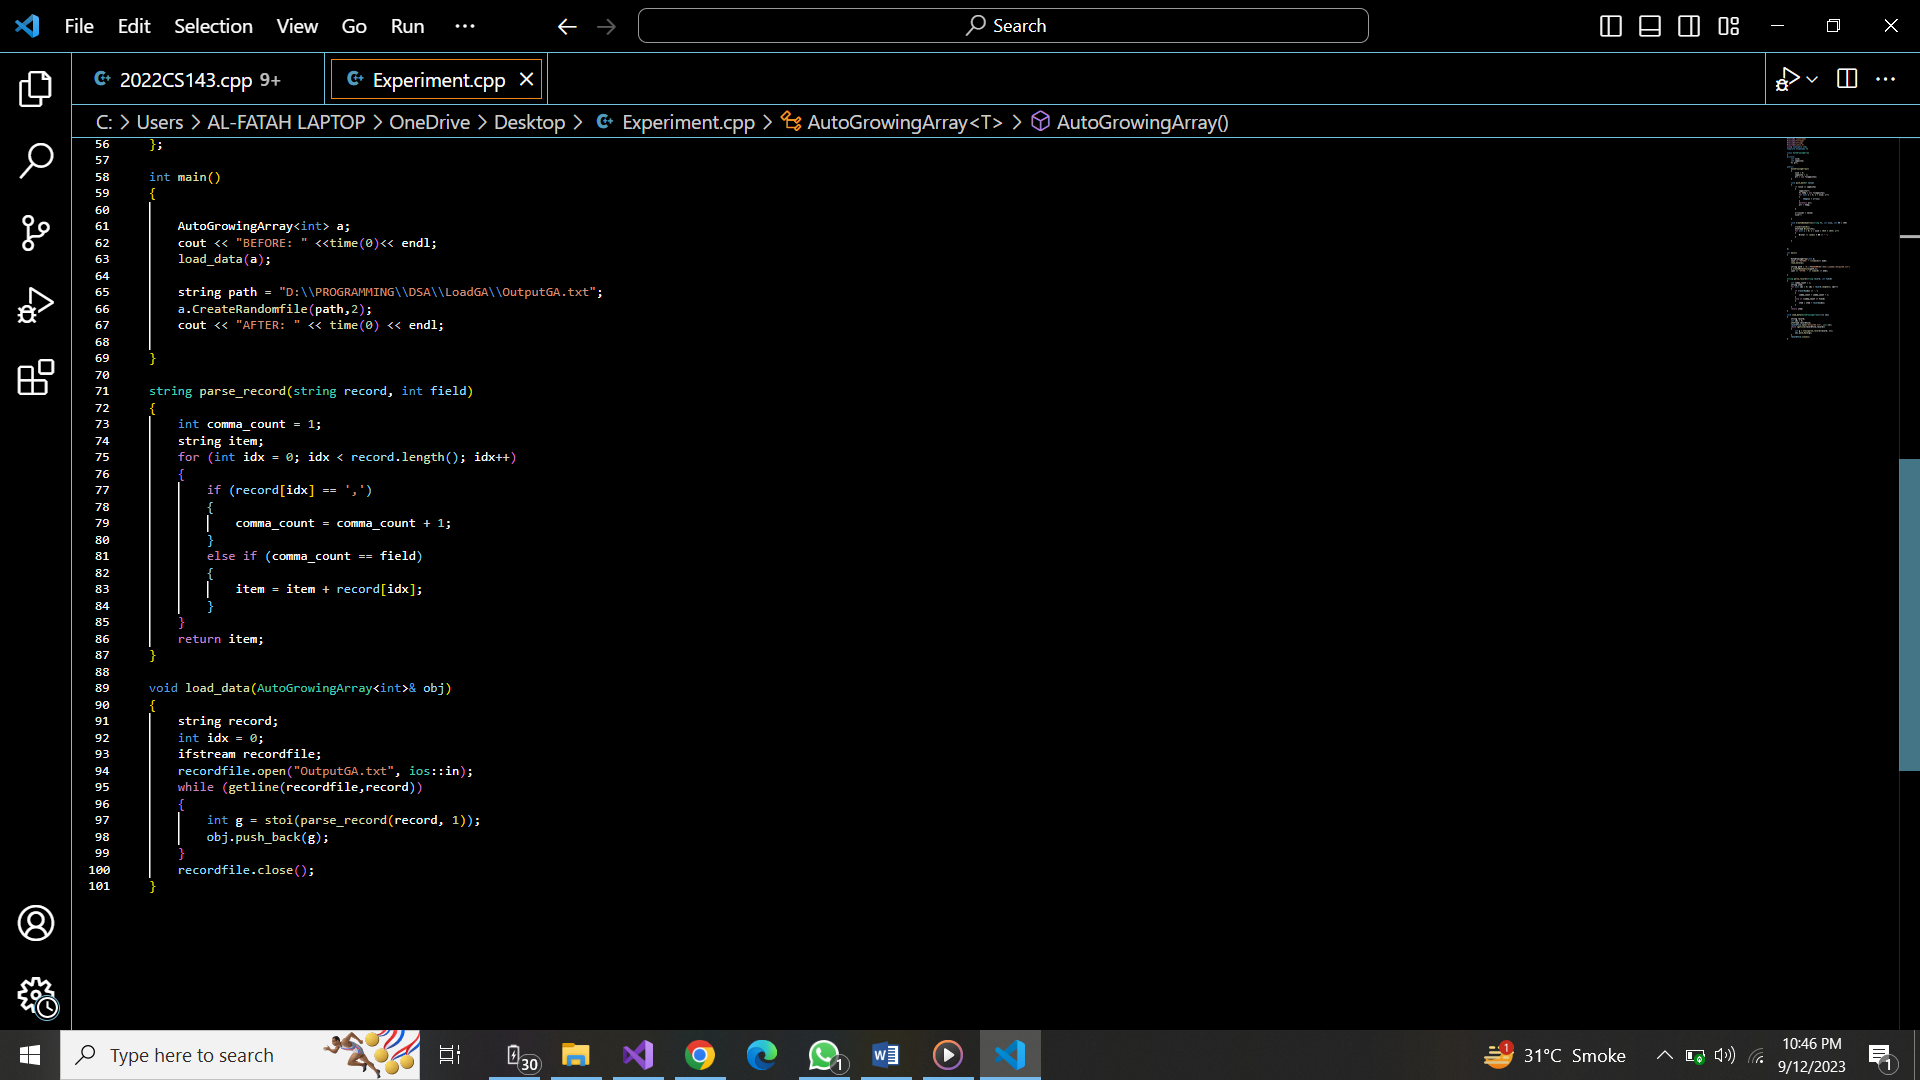 File Edit Selection View Go Run ··· Search
2022CS143.cpp 9+ Experiment.cpp
C: > Users > AL-FATAH LAPTOP > OneDrive > Desktop > Experiment.cpp > AutoGrowingArray<T> > AutoGrowingArray()
56 };
57
58 int main()
59 {
60
61 AutoGrowingArray<int> a;
62 cout << "BEFORE: " <<time(0)<< endl;
63 load_data(a);
64
65 string path = "D:\\PROGRAMMING\\DSA\\LoadGA\\OutputGA.txt";
66 a.CreateRandomfile(path,2);
67 cout << "AFTER: " << time(0) << endl;
68
69 }
70
71 string parse_record(string record, int field)
72 {
73 int comma_count = 1;
74 string item;
75 for (int idx = 0; idx < record.length(); idx++)
76 {
77 if (record[idx] == ',')
78 {
79 comma_count = comma_count + 1;
80 }
81 else if (comma_count == field)
82 {
83 item = item + record[idx];
84 }
85 }
86 return item;
87 }
88
89 void load_data(AutoGrowingArray<int>& obj)
90 {
91 string record;
92 int idx = 0;
93 ifstream recordfile;
94 recordfile.open("OutputGA.txt", ios::in);
95 while (getline(recordfile,record))
96 {
97 int g = stoi(parse_record(record, 1));
98 obj.push_back(g);
99 }
100 recordfile.close();
101 }
Type here to search 30 1 1 31°C Smoke 10:46 PM
9/12/2023 1